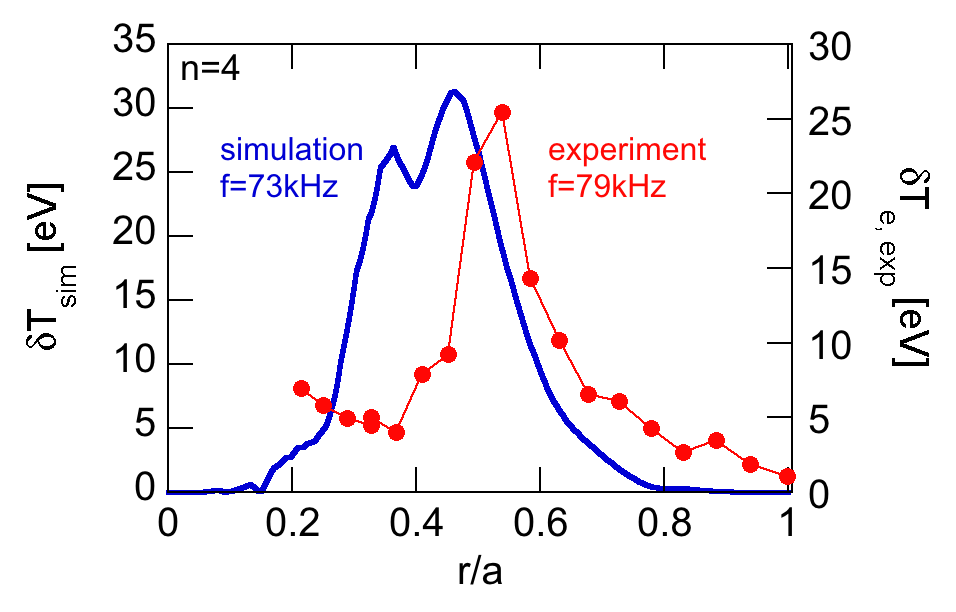 n=4
simulation
f=73kHz
experiment
f=79kHz
35
30
25
20
15
10
5
0
δT_sim [eV]
30
25
20
15
10
5
0
δT_e, exp [eV]
0 0.2 0.4 0.6 0.8 1
r/a